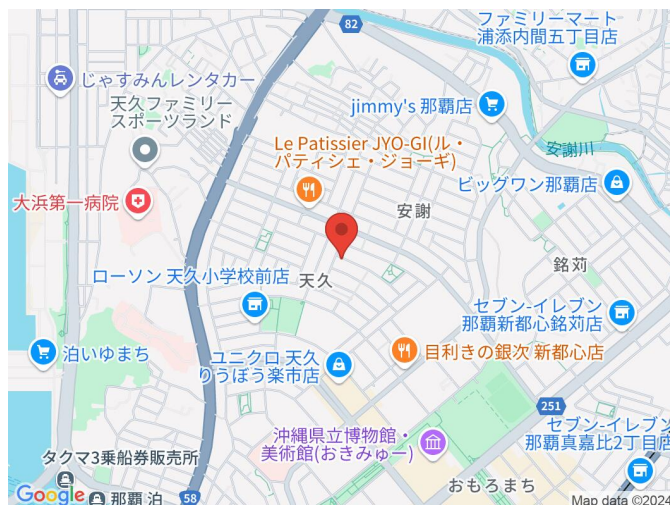 ファミリーマート
浦添内間五丁目店
82
じゃすみんレンタカー
天久ファミリー
スポーツランド
jimmy's 那覇店
Le Patissier JYO-GI(ル・
パティシェ・ジョーギ)
安謝川
大浜第一病院
ビッグワン那覇店
安謝
銘苅
ローソン 天久小学校前店
天久
セブン-イレブン
那覇新都心銘苅店
泊いゆまち
ユニクロ 天久
りうぼう楽市店
目利きの銀次 新都心店
251
セブン-イレブン
那覇真嘉比2丁目店
沖縄県立博物館・
美術館(おきみゅー)
タクマ3乗船券販売所
おもろまち
Google
那覇 泊
58
Map data ©2024